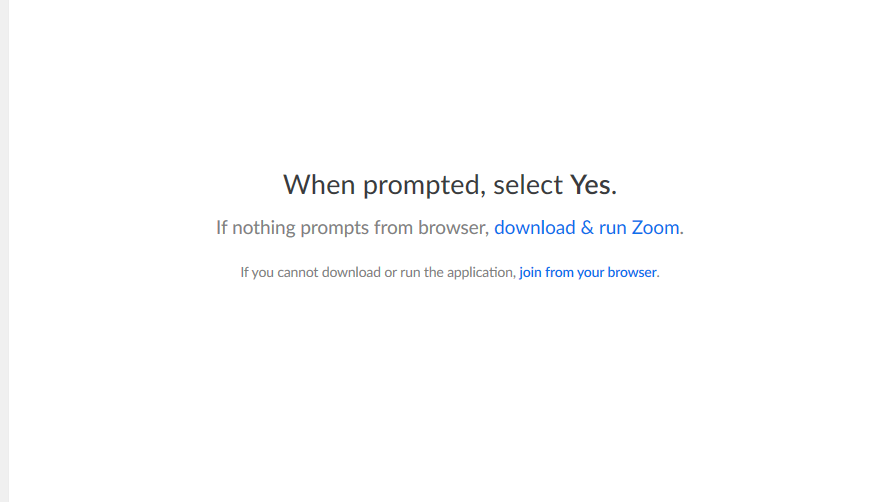 When prompted, select Yes.
If nothing prompts from browser, download & run Zoom.
If you cannot download or run the application, join from your browser.